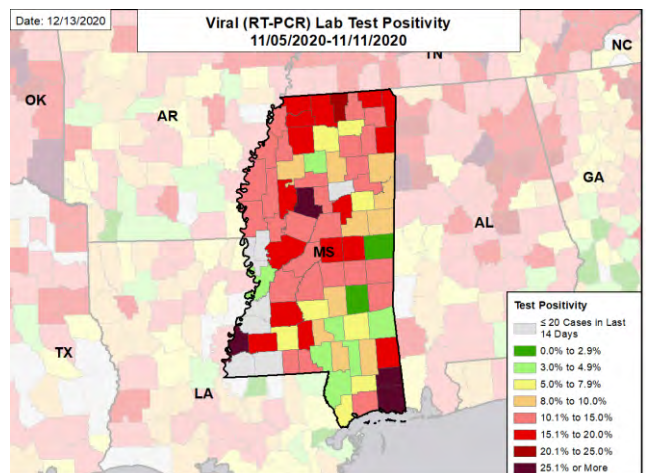 Date: 12/13/2020
Viral (RT-PCR) Lab Test Positivity
11/05/2020-11/11/2020
TN
NC
OK
AR
GA
AL
MS
TX
LA
Test Positivity
≤ 20 Cases in Last
14 Days
0.0% to 2.9%
3.0% to 4.9%
5.0% to 7.9%
8.0% to 10.0%
10.1% to 15.0%
15.1% to 20.0%
20.1% to 25.0%
25.1% or More